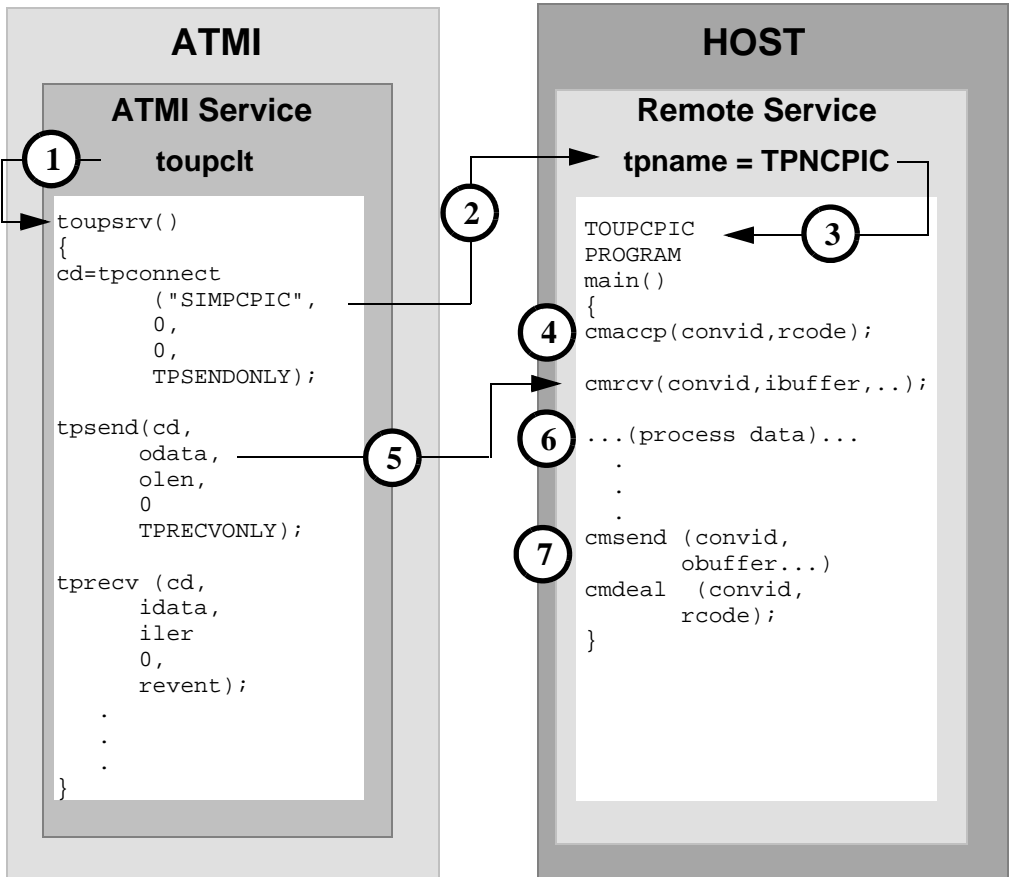 ATMI
ATMI Service
1
toupclt
toupsrv()
{
cd=tpconnect
("SIMPCPIC",
0,
0,
TPSENDONLY);
tpsend(cd,
odata,
olen,
0
TPRECVONLY);
tprecv (cd,
idata,
iler
0,
revent);
.
.
.
}
2
5
HOST
Remote Service
tpname = TPNCPIC
3
TOUPCPIC
PROGRAM
main()
{
4
cmaccp(convid,rcode);
cmrcv(convid,ibuffer,..);
6
...(process data)...
.
.
.
7
cmsend (convid,
obuffer...)
cmdeal  (convid,
rcode);
}